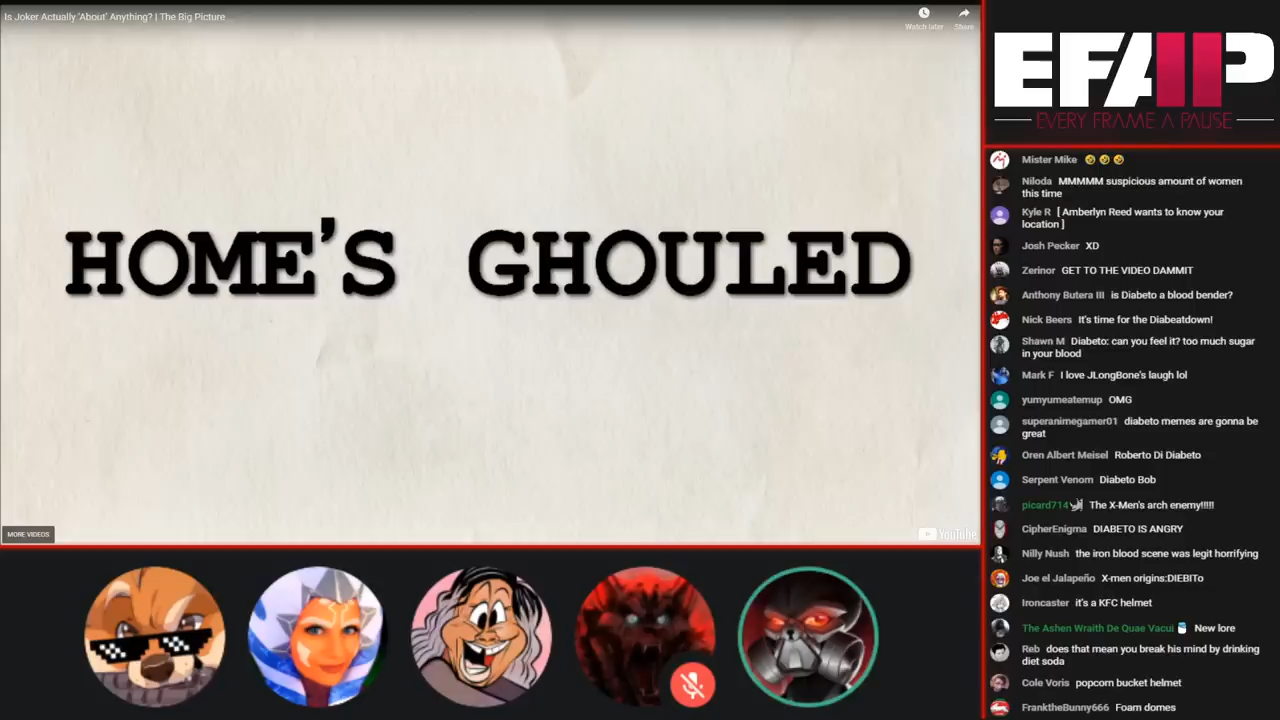 Is Joker Actually 'About' Anything? | The Big Picture
Watch later
Share
HOME'S GHOULED
MORE VIDEOS
YouTube
EFAP
EVERY FRAME A PAUSE
Mister Mike
Niloda MMMMM suspicious amount of women
this time
Kyle R [ Amberlyn Reed wants to know your
location ]
Josh Pecker XD
Zerinor GET TO THE VIDEO DAMMIT
Anthony Butera III is Diabeto a blood bender?
Nick Beers It's time for the Diabeatdown!
Shawn M Diabeto: can you feel it? too much sugar
in your blood
Mark F I love JLongBone's laugh lol
yumyumeatemup OMG
superanimegamer01 diabeto memes are gonna be
great
Oren Albert Meisel Roberto Di Diabeto
Serpent Venom Diabeto Bob
picard714 The X-Men's arch enemy!!!!!
CipherEnigma DIABETO IS ANGRY
Nilly Nush the iron blood scene was legit horrifying
Joe el Jalapeño X-men origins:DIEBITo
Ironcaster it's a KFC helmet
The Ashen Wraith De Quae Vacui New lore
Reb does that mean you break his mind by drinking
diet soda
Cole Voris popcorn bucket helmet
FranktheBunny666 Foam domes